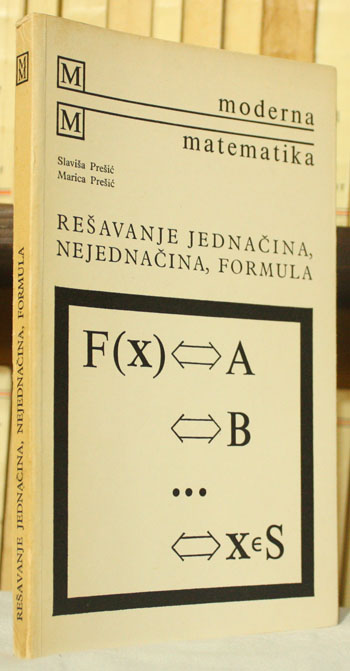 M
moderna
M
matematika
Slaviša Prešić
Marica Prešić
REŠAVANJE JEDNAČINA,
NEJEDNAČINA, FORMULA
F(x) ⇔ A
⇔ B
...
⇔ x∈S
M
M
REŠAVANJE JEDNAČINA, NEJEDNAČINA, FORMULA